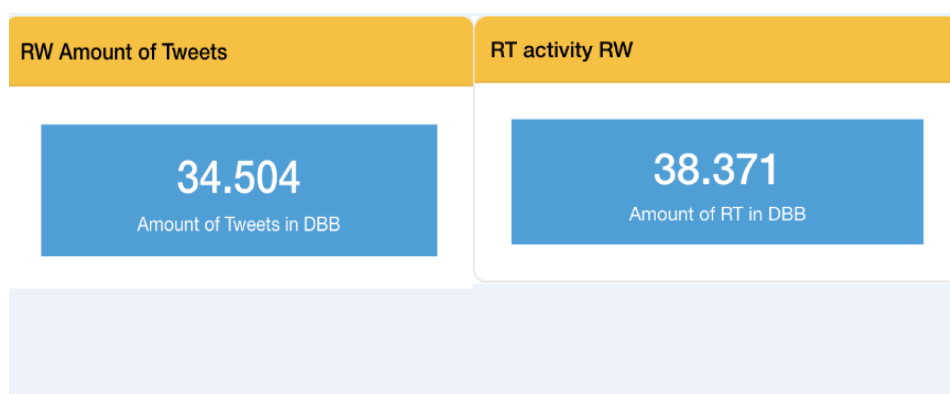 RW Amount of Tweets
34.504
Amount of Tweets in DBB
RT activity RW
38.371
Amount of RT in DBB